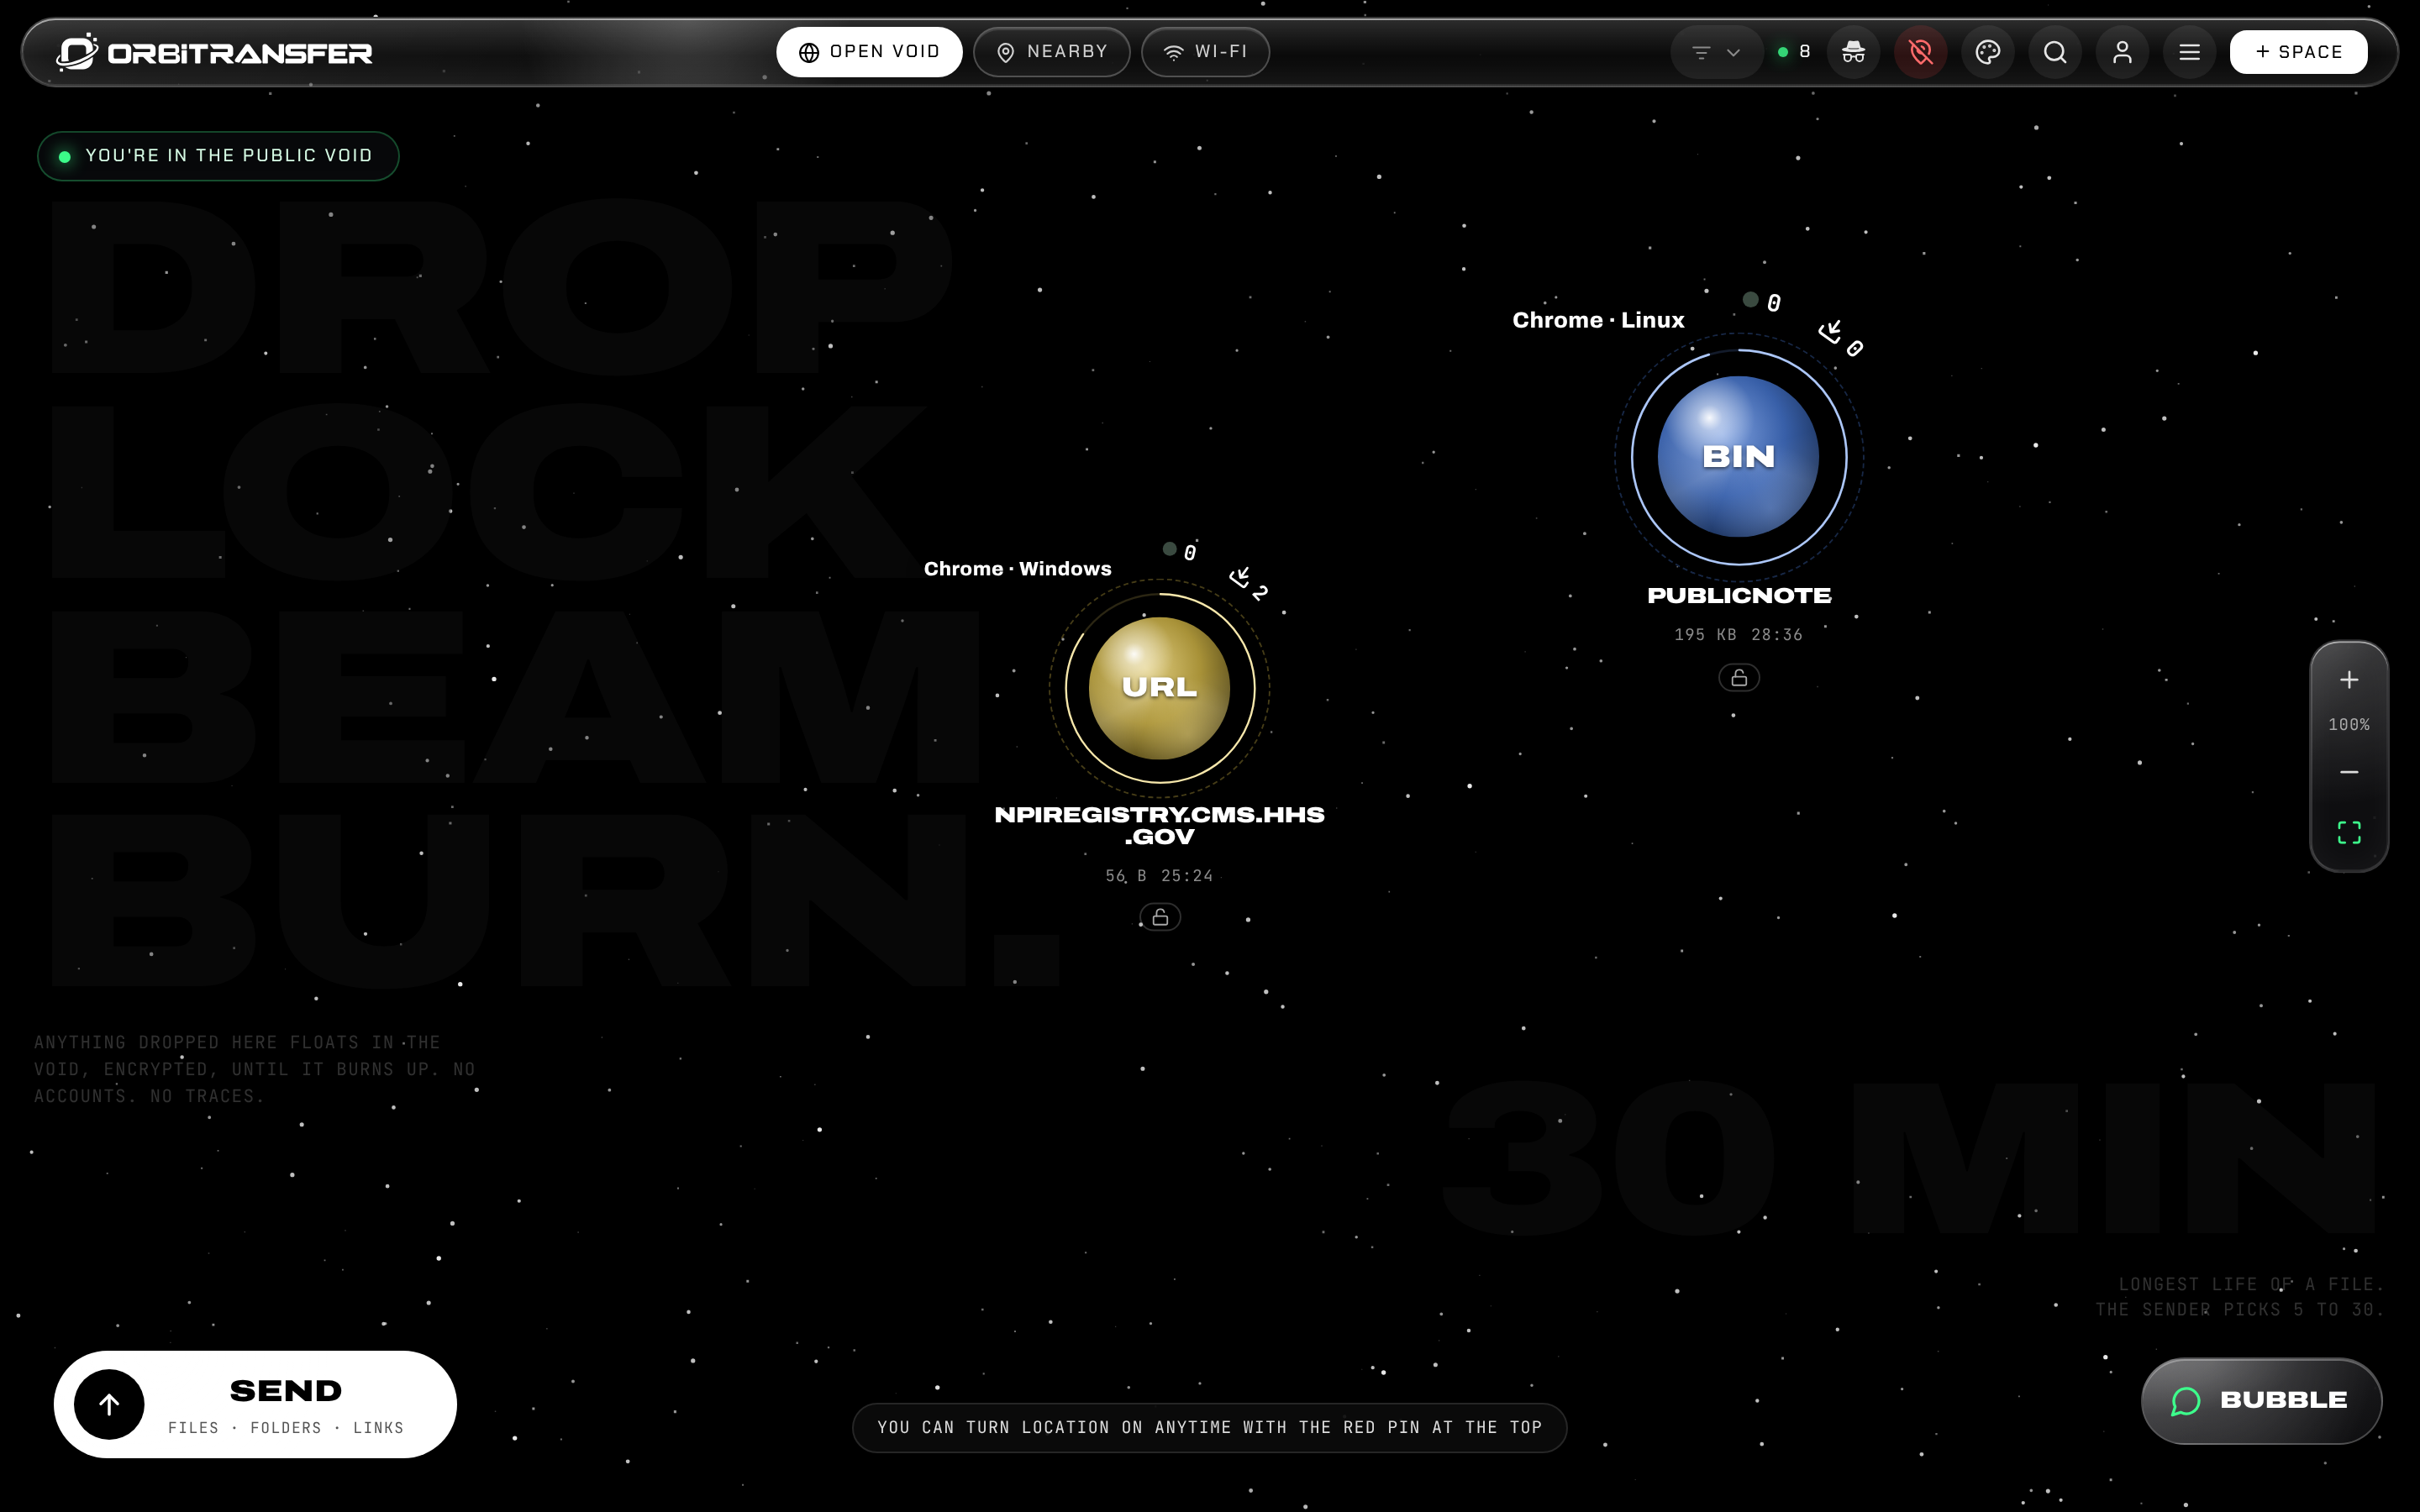 ORBITRANSFER
OPEN VOID
NEARBY
WI-FI
8
+ SPACE
YOU'RE IN THE PUBLIC VOID
DROP
LOCK
BEAM
BURN.
Chrome · Linux
0
0
BIN
PUBLICNOTE
195 KB 28:36
Chrome · Windows
0
2
URL
NPIREGISTRY.CMS.HHS
.GOV
56 B 25:24
100%
ANYTHING DROPPED HERE FLOATS IN THE
VOID, ENCRYPTED, UNTIL IT BURNS UP. NO
ACCOUNTS. NO TRACES.
30 MIN
LONGEST LIFE OF A FILE.
THE SENDER PICKS 5 TO 30.
SEND
FILES · FOLDERS · LINKS
YOU CAN TURN LOCATION ON ANYTIME WITH THE RED PIN AT THE TOP
BUBBLE